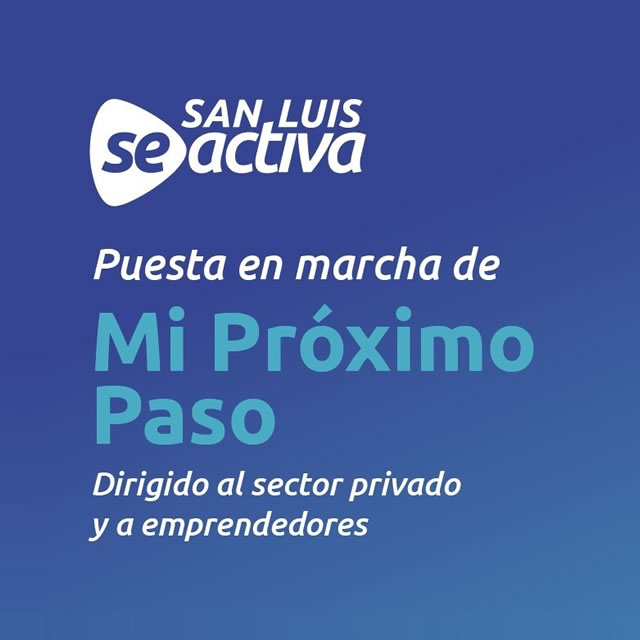 SAN LUIS
se activa
Puesta en marcha de
Mi Próximo
Paso
Dirigido al sector privado
y a emprendedores